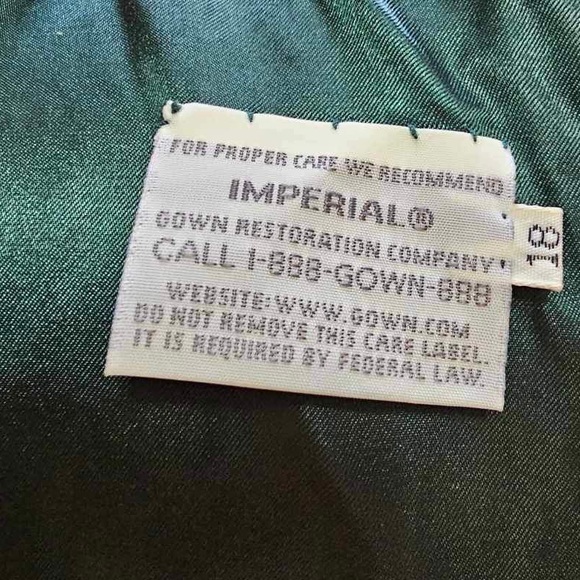 FOR PROPER CARE WE RECOMMEND
IMPERIAL®
GOWN RESTORATION COMPANY
CALL 1-888-GOWN-888
WEBSITE:WWW.GOWN.COM
DO NOT REMOVE THIS CARE LABEL.
IT IS REQUIRED BY FEDERAL LAW.
18